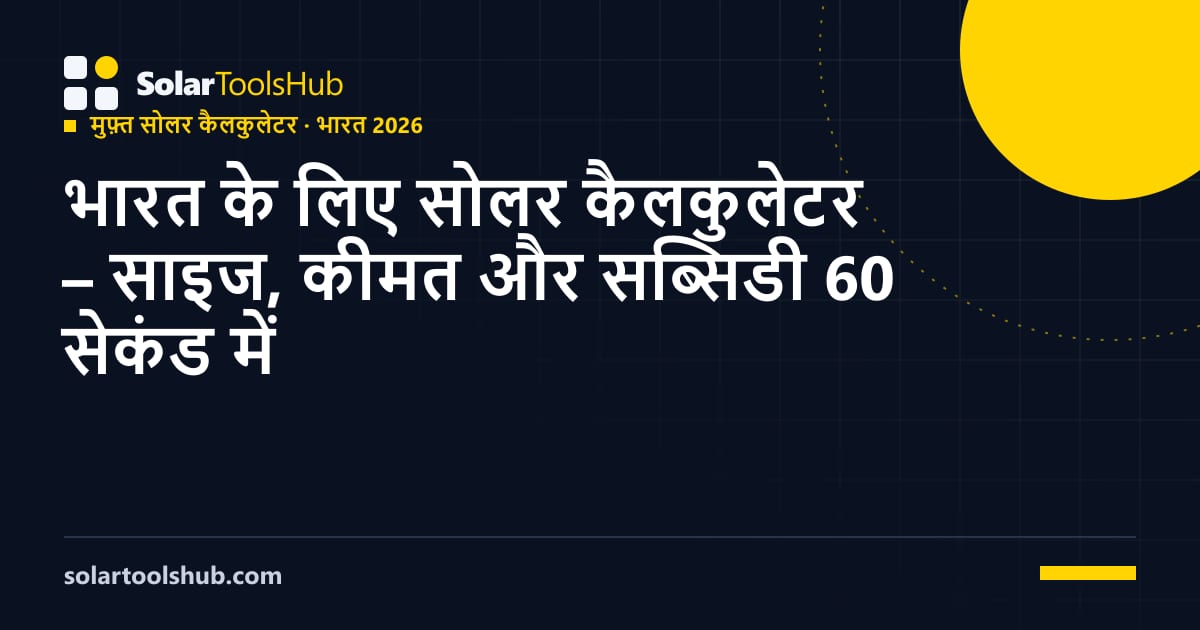 SolarToolsHub
मुफ़्त सोलर कैलकुलेटर · भारत 2026
भारत के लिए सोलर कैलकुलेटर
– साइज, कीमत और सब्सिडी 60
सेकंड में
solartoolshub.com